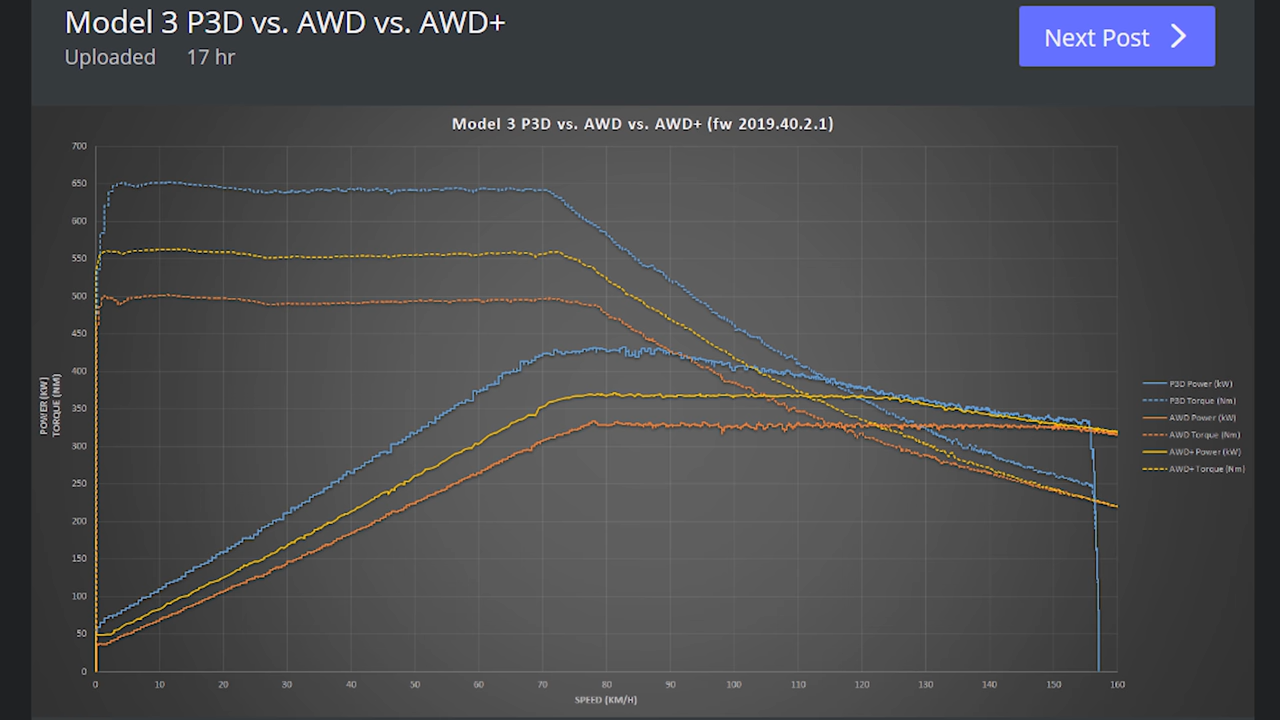 Model 3 P3D vs. AWD vs. AWD+
Uploaded 17 hr
Next Post
Model 3 P3D vs. AWD vs. AWD+ (fw 2019.40.2.1)
700
650
600
550
500
450
400
350
300
250
200
150
100
50
0
POWER (KW)
TORQUE (NM)
0 10 20 30 40 50 60 70 80 90 100 110 120 130 140 150 160
SPEED (KM/H)
P3D Power (kW)
P3D Torque (Nm)
AWD Power (kW)
AWD Torque (Nm)
AWD+ Power (kW)
AWD+ Torque (Nm)